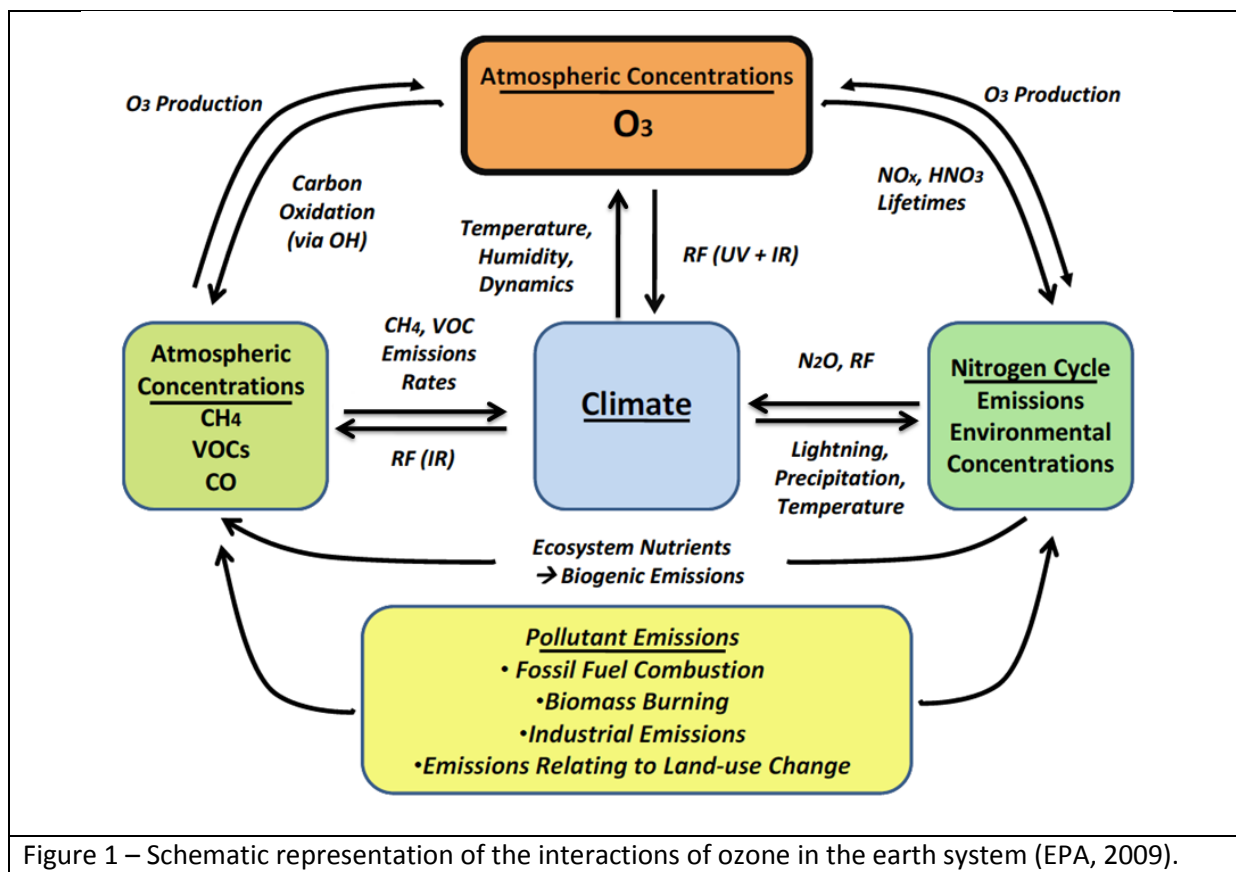 Atmospheric Concentrations
O₃
O₃ Production
O₃ Production
Carbon
Oxidation
(via OH)
NOₓ, HNO₃
Lifetimes
Temperature,
Humidity,
Dynamics
RF (UV + IR)
Atmospheric
Concentrations
CH₄
VOCs
CO
CH₄, VOC
Emissions
Rates
RF (IR)
Climate
N₂O, RF
Lightning,
Precipitation,
Temperature
Nitrogen Cycle
Emissions
Environmental
Concentrations
Ecosystem Nutrients
→ Biogenic Emissions
Pollutant Emissions
• Fossil Fuel Combustion
•Biomass Burning
•Industrial Emissions
•Emissions Relating to Land-use Change
Figure 1 – Schematic representation of the interactions of ozone in the earth system (EPA, 2009).